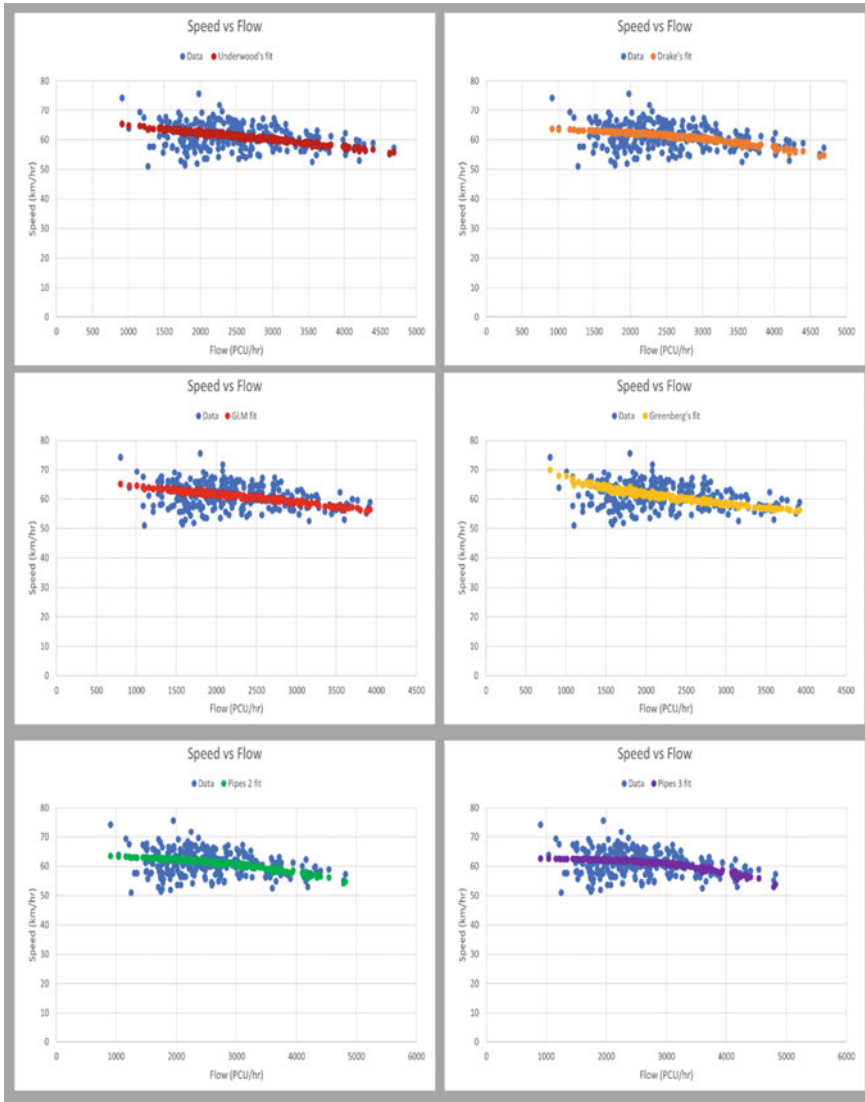 Speed vs Flow
Data Underwood's fit
80
70
60
50
40
30
20
10
0
Speed (km/hr)
0 500 1000 1500 2000 2500 3000 3500 4000 4500 5000
Flow (PCU/hr)
Speed vs Flow
Data Drake's fit
80
70
60
50
40
30
20
10
0
Speed (km/hr)
0 500 1000 1500 2000 2500 3000 3500 4000 4500 5000
Flow (PCU/hr)
Speed vs Flow
Data GLM fit
80
70
60
50
40
30
20
10
0
Speed (km/hr)
0 500 1000 1500 2000 2500 3000 3500 4000 4500
Flow (PCU/hr)
Speed vs Flow
Data Greenberg's fit
80
70
60
50
40
30
20
10
0
Speed (km/hr)
0 500 1000 1500 2000 2500 3000 3500 4000 4500
Flow (PCU/hr)
Speed vs Flow
Data Pipes 2 fit
80
70
60
50
40
30
20
10
0
Speed (km/hr)
0 1000 2000 3000 4000 5000 6000
Flow (PCU/hr)
Speed vs Flow
Data Pipes 3 fit
80
70
60
50
40
30
20
10
0
Speed (km/hr)
0 1000 2000 3000 4000 5000 6000
Flow (PCU/hr)